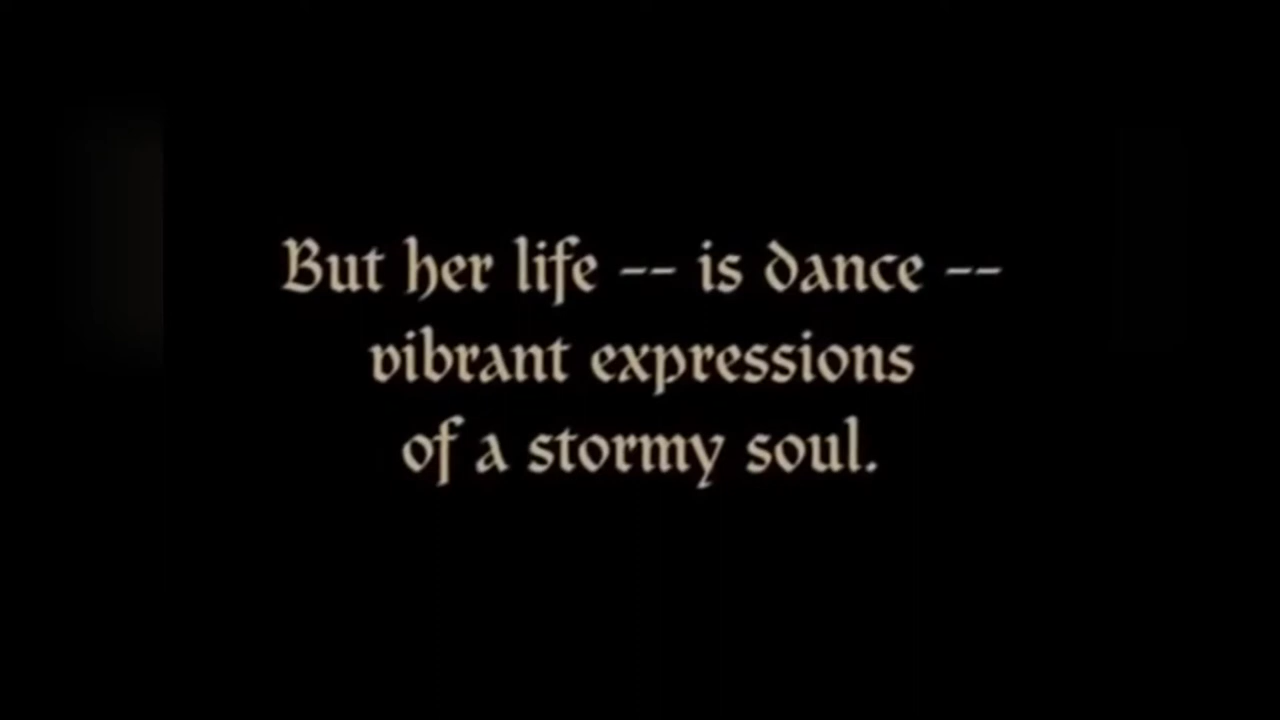 But her life -- is dance --
vibrant expressions
of a stormy soul.